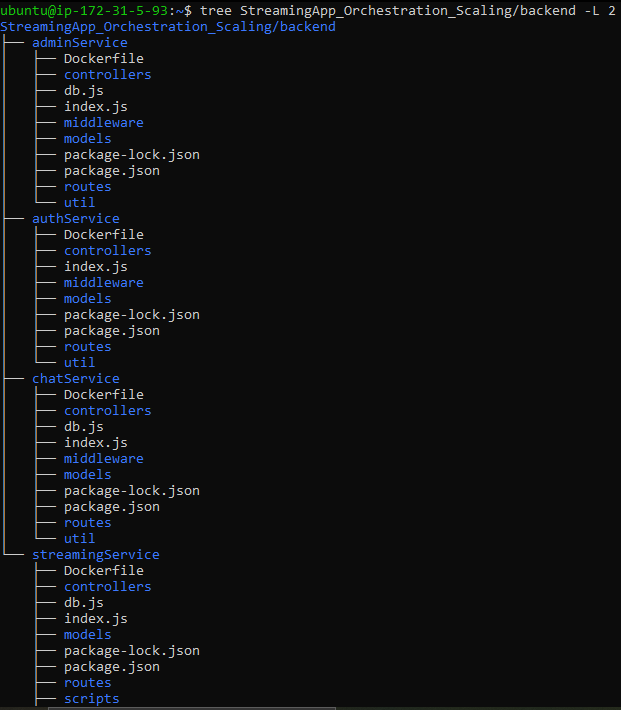 ubuntu@ip-172-31-5-93:~$ tree StreamingApp_Orchestration_Scaling/backend -L 2
StreamingApp_Orchestration_Scaling/backend
├── adminService
│   ├── Dockerfile
│   ├── controllers
│   ├── db.js
│   ├── index.js
│   ├── middleware
│   ├── models
│   ├── package-lock.json
│   ├── package.json
│   ├── routes
│   └── util
├── authService
│   ├── Dockerfile
│   ├── controllers
│   ├── index.js
│   ├── middleware
│   ├── models
│   ├── package-lock.json
│   ├── package.json
│   ├── routes
│   └── util
├── chatService
│   ├── Dockerfile
│   ├── controllers
│   ├── db.js
│   ├── index.js
│   ├── middleware
│   ├── models
│   ├── package-lock.json
│   ├── package.json
│   ├── routes
│   └── util
└── streamingService
    ├── Dockerfile
    ├── controllers
    ├── db.js
    ├── index.js
    ├── models
    ├── package-lock.json
    ├── package.json
    ├── routes
    ├── scripts